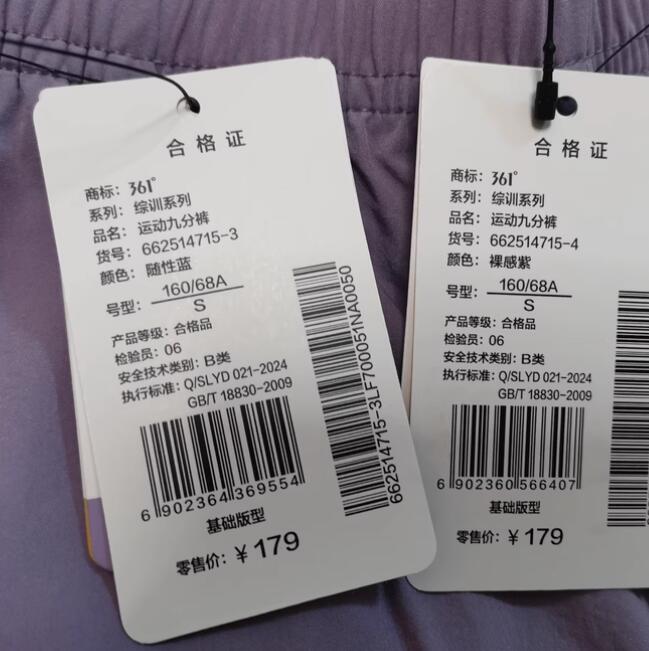 合格证
商标：361°
系列：综训系列
品名：运动九分裤
货号：662514715-3
颜色：随性蓝
号型：160/68A
S
产品等级：合格品
检验员：06
安全技术类别：B类
执行标准：Q/SLYD 021-2024
GB/T 18830-2009
6 902364 369554
基础版型
零售价：¥179
662514715-3LF700051NA0050
合格证
商标：361°
系列：综训系列
品名：运动九分裤
货号：662514715-4
颜色：裸感紫
号型：160/68A
S
产品等级：合格品
检验员：06
安全技术类别：B类
执行标准：Q/SLYD 021-2024
GB/T 18830-2009
6 902360 566407
基础版型
零售价：¥179